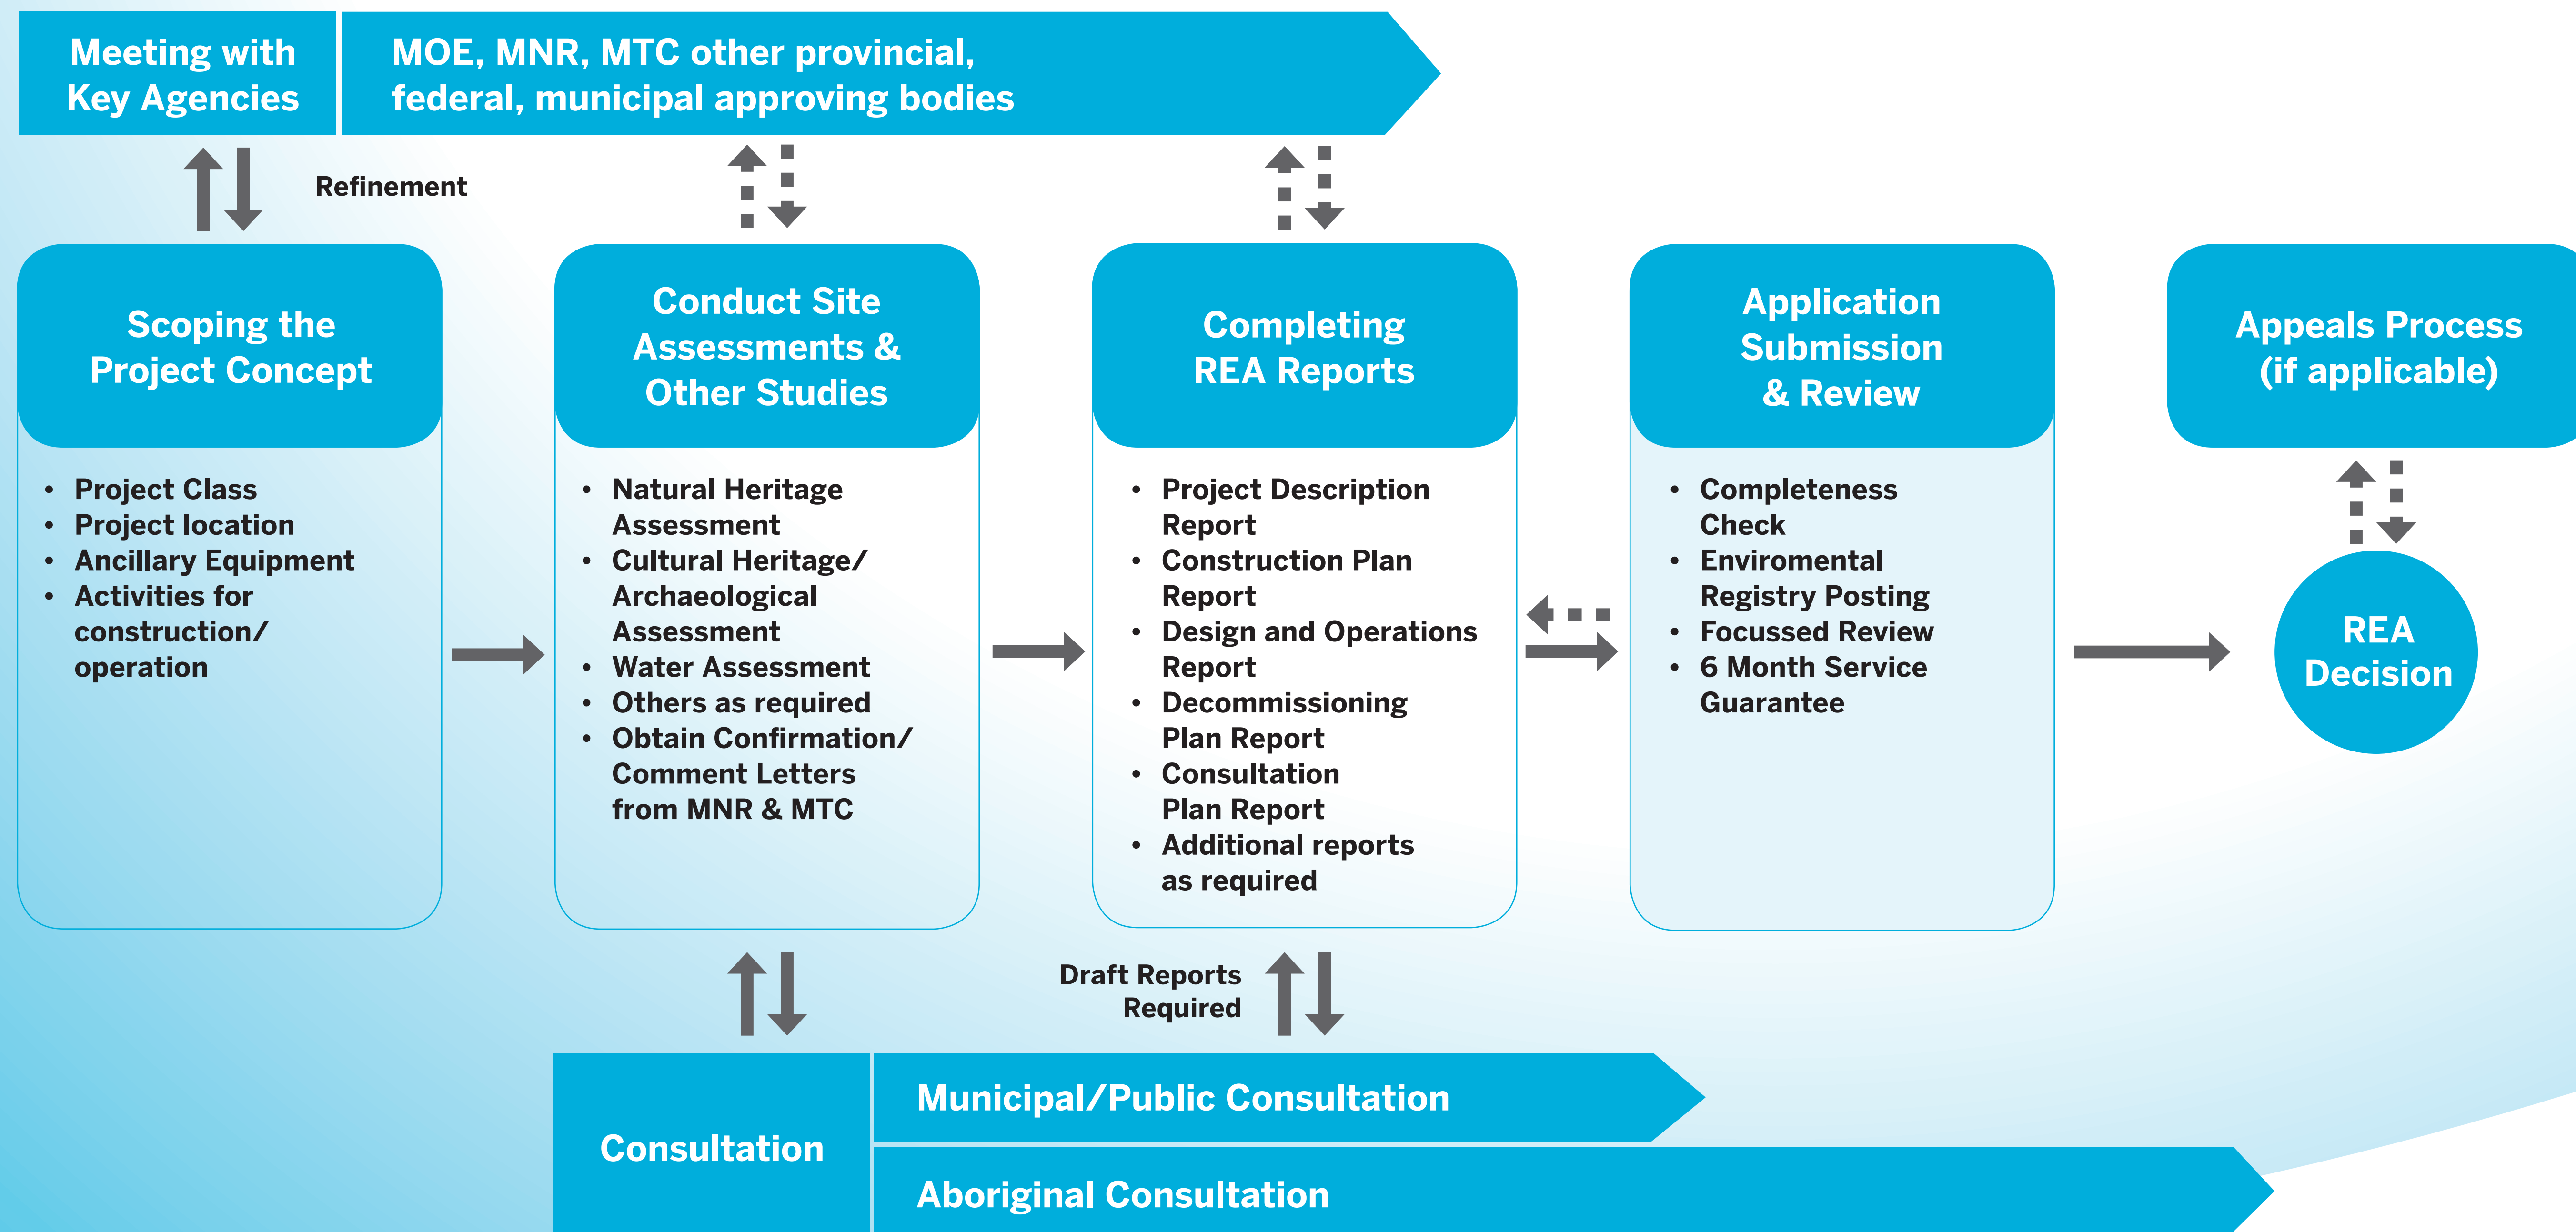 Meeting with
Key Agencies
MOE, MNR, MTC other provincial,
federal, municipal approving bodies
Refinement
Scoping the
Project Concept
• Project Class
• Project location
• Ancillary Equipment
• Activities for
construction/
operation
Conduct Site
Assessments &
Other Studies
• Natural Heritage
Assessment
• Cultural Heritage/
Archaeological
Assessment
• Water Assessment
• Others as required
• Obtain Confirmation/
Comment Letters
from MNR & MTC
Completing
REA Reports
• Project Description
Report
• Construction Plan
Report
• Design and Operations
Report
• Decommissioning
Plan Report
• Consultation
Plan Report
• Additional reports
as required
Application
Submission
& Review
• Completeness
Check
• Enviromental
Registry Posting
• Focussed Review
• 6 Month Service
Guarantee
Appeals Process
(if applicable)
REA
Decision
Draft Reports
Required
Consultation
Municipal/Public Consultation
Aboriginal Consultation